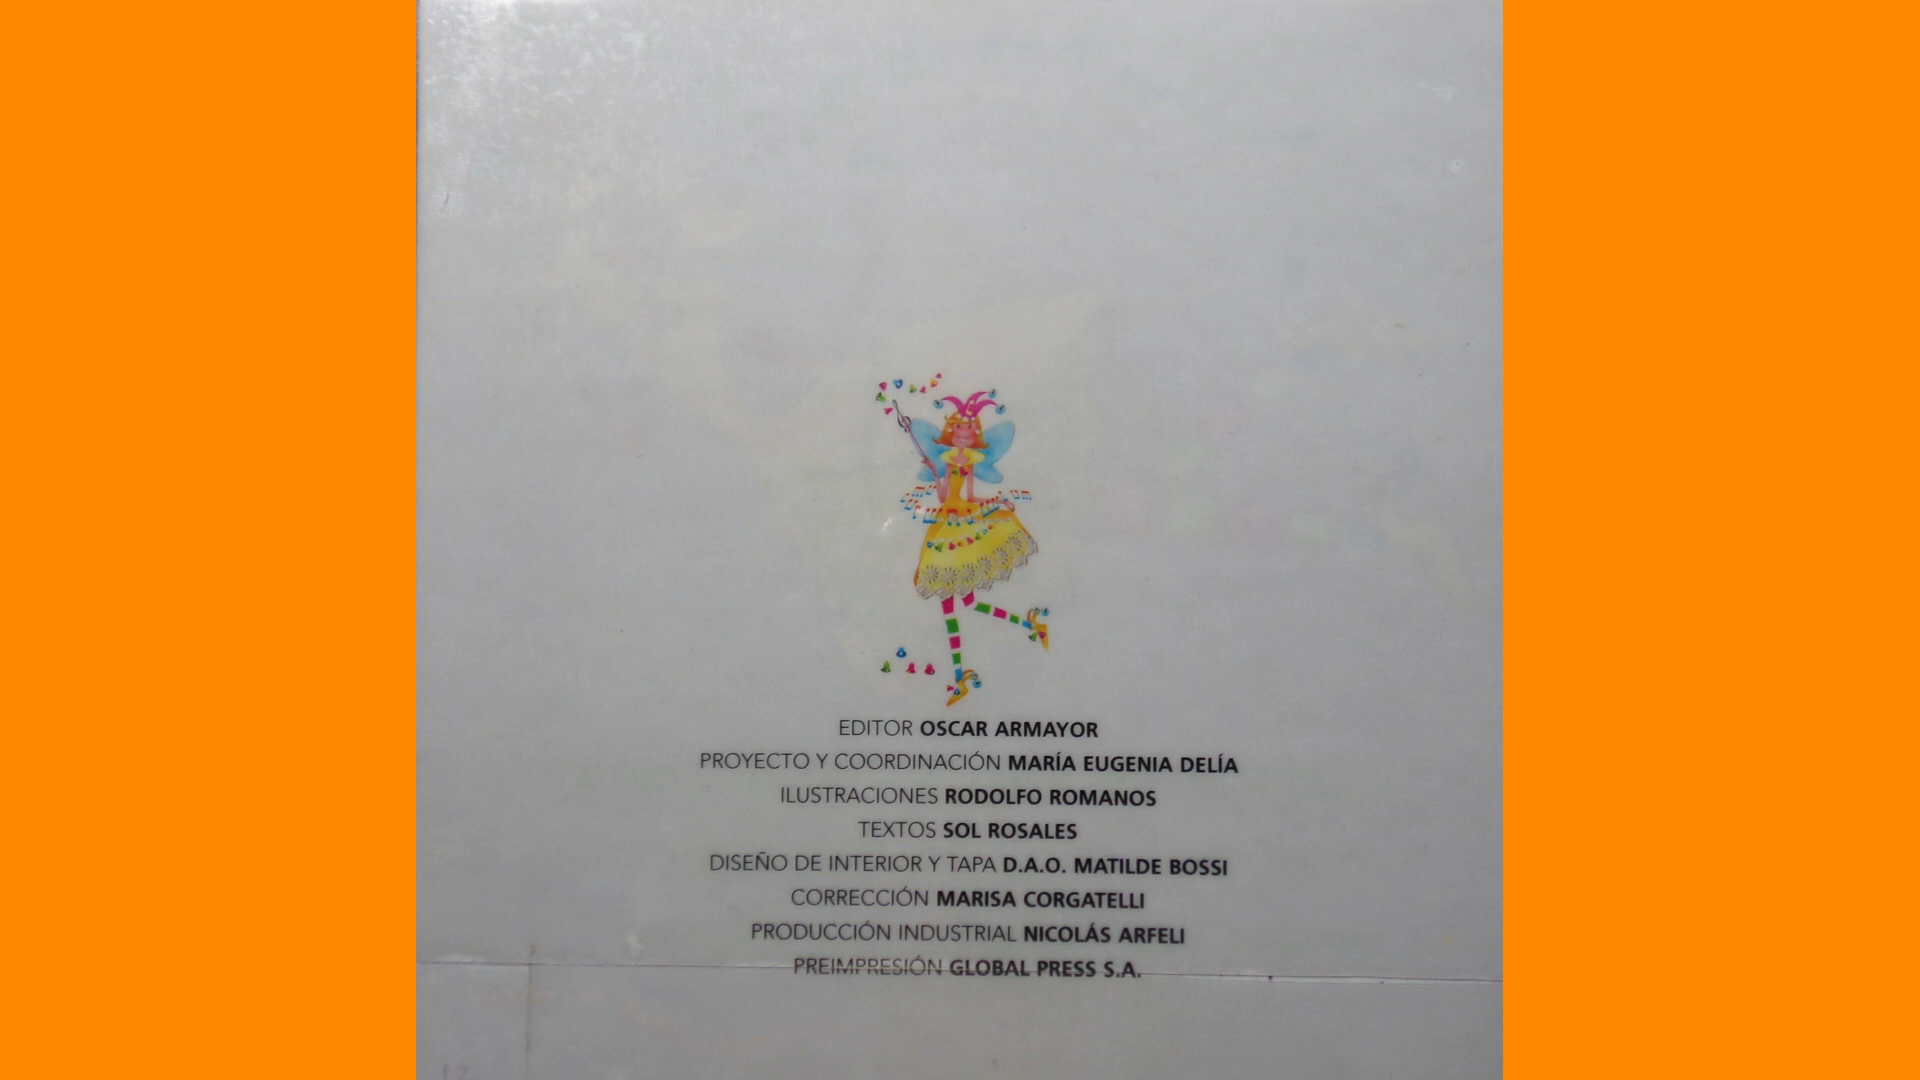 EDITOR OSCAR ARMAYOR
PROYECTO Y COORDINACIÓN MARÍA EUGENIA DELÍA
ILUSTRACIONES RODOLFO ROMANOS
TEXTOS SOL ROSALES
DISEÑO DE INTERIOR Y TAPA D.A.O. MATILDE BOSSI
CORRECCIÓN MARISA CORGATELLI
PRODUCCIÓN INDUSTRIAL NICOLÁS ARFELI
PREIMPRESIÓN GLOBAL PRESS S.A.